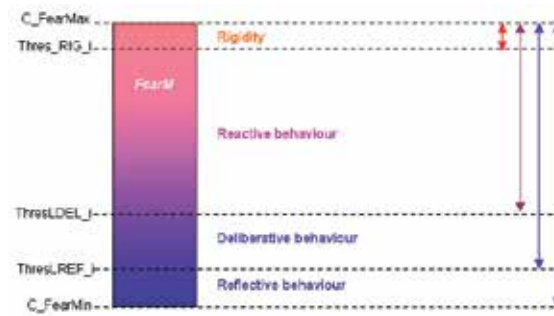 C_FearMax
Thres_RIG_i
Rigidity
FearM
Reactive behaviour
ThresLDEL_i
Deliberative behaviour
ThresLREF_i
Reflective behaviour
C_FearMin